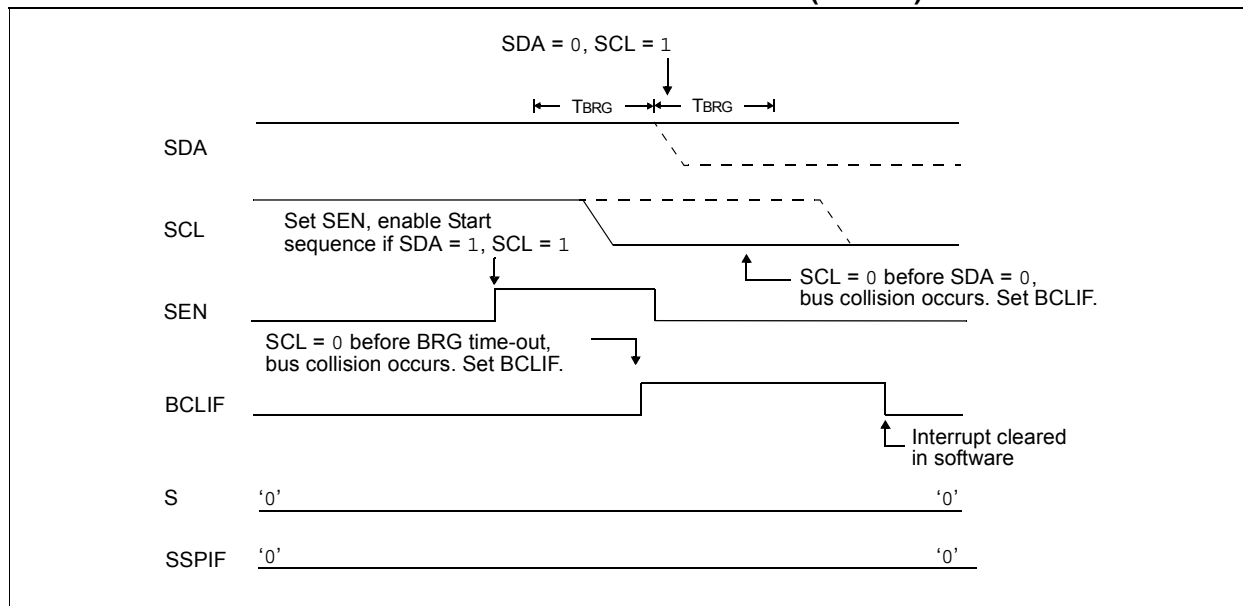 SDA = 0, SCL = 1
TBRG TBRG
SDA
SCL
Set SEN, enable Start
sequence if SDA = 1, SCL = 1
SCL = 0 before SDA = 0,
bus collision occurs. Set BCLIF.
SEN
SCL = 0 before BRG time-out,
bus collision occurs. Set BCLIF.
BCLIF
Interrupt cleared
in software
S ‘0’ ‘0’
SSPIF ‘0’ ‘0’